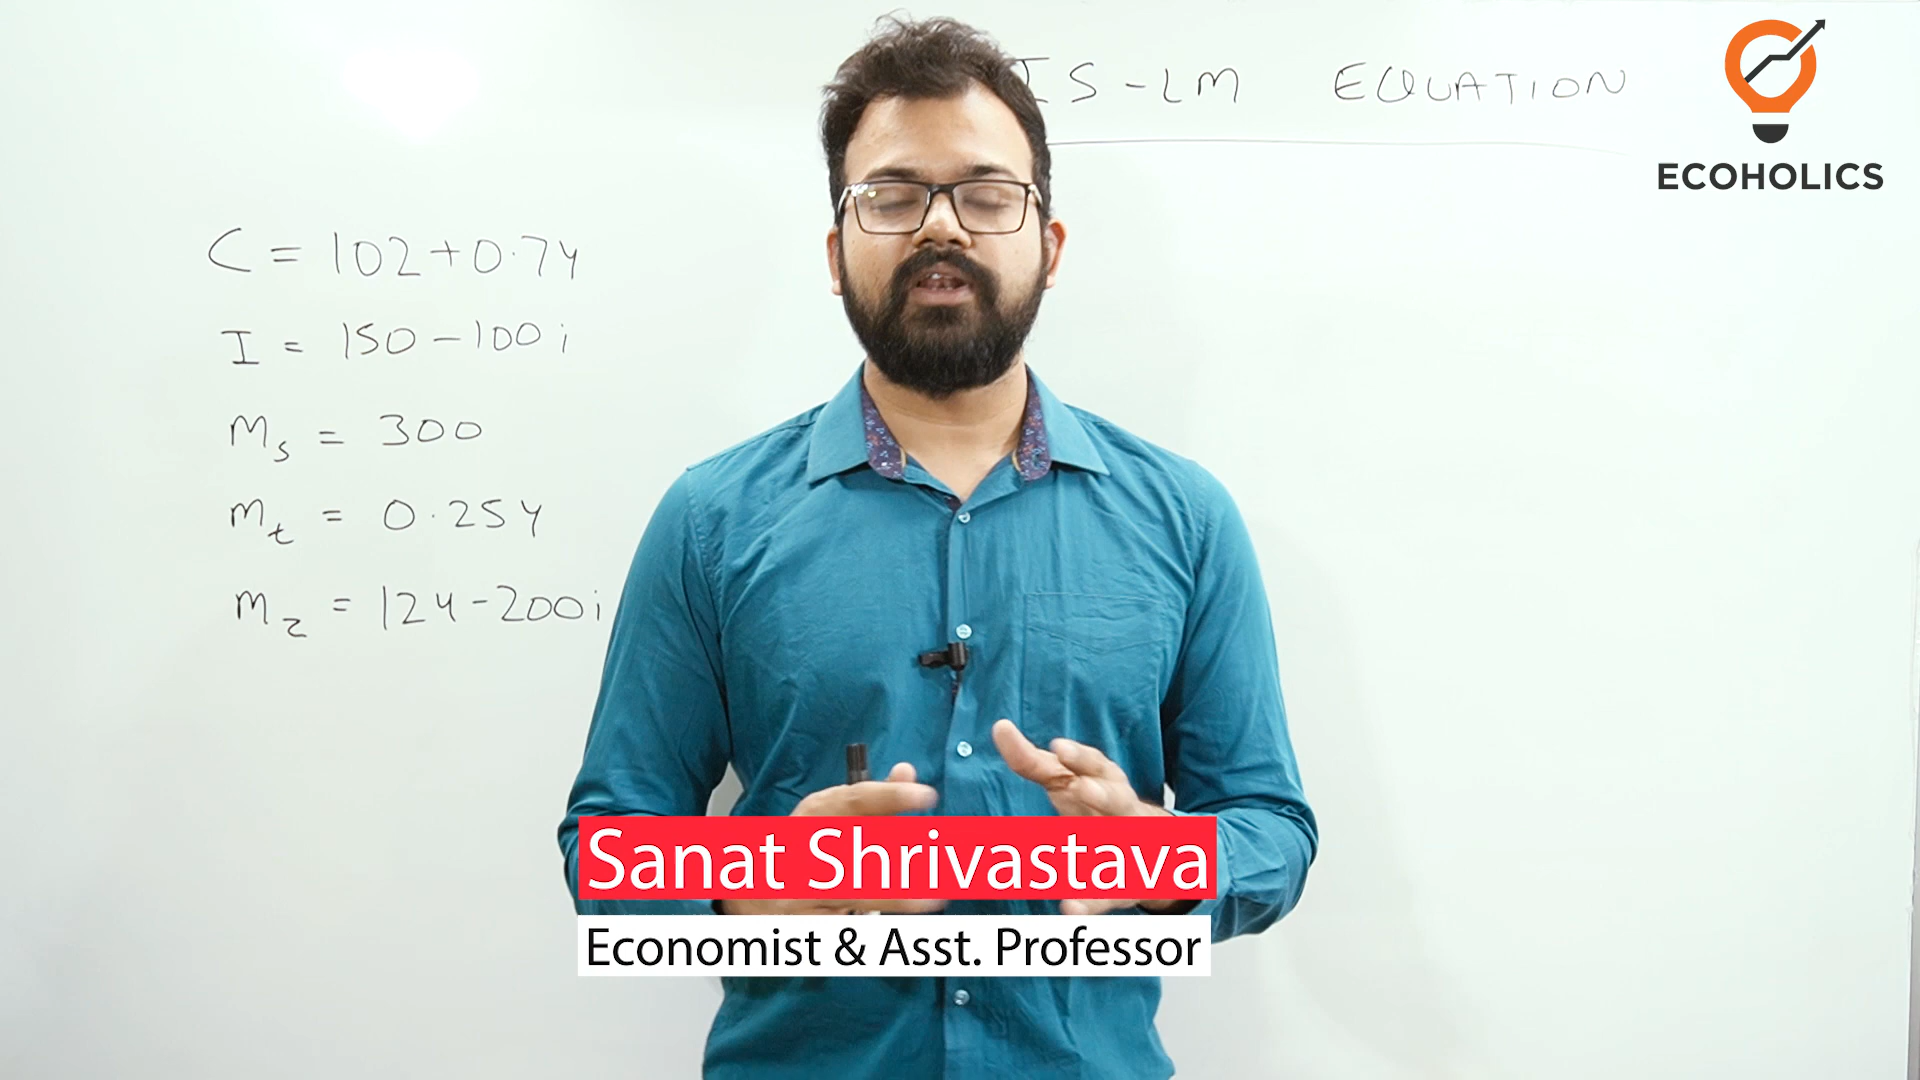 IS-LM EQUATION
ECOHOLICS
C = 102+0.7y
I = 150-100i
Ms = 300
mt = 0.25y
mz = 124-200i
Sanat Shrivastava
Economist & Asst. Professor